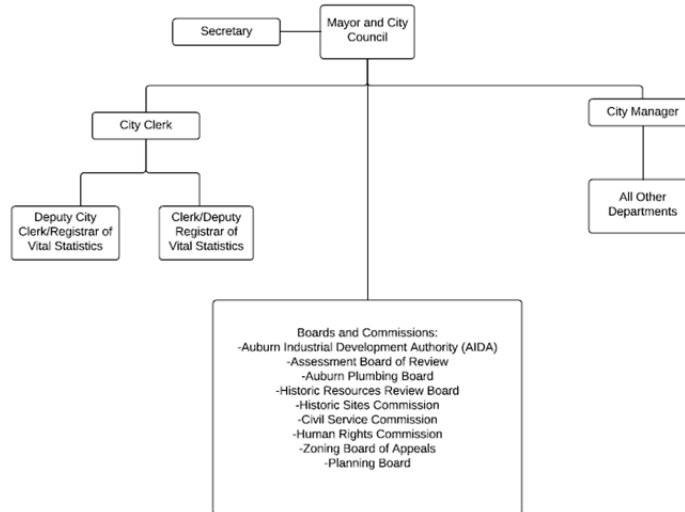 Secretary
Mayor and City
Council
City Clerk
City Manager
Deputy City
Clerk/Registrar of
Vital Statistics
Clerk/Deputy
Registrar of
Vital Statistics
All Other
Departments
Boards and Commissions:
-Auburn Industrial Development Authority (AIDA)
-Assessment Board of Review
-Auburn Plumbing Board
-Historic Resources Review Board
-Historic Sites Commission
-Civil Service Commission
-Human Rights Commission
-Zoning Board of Appeals
-Planning Board